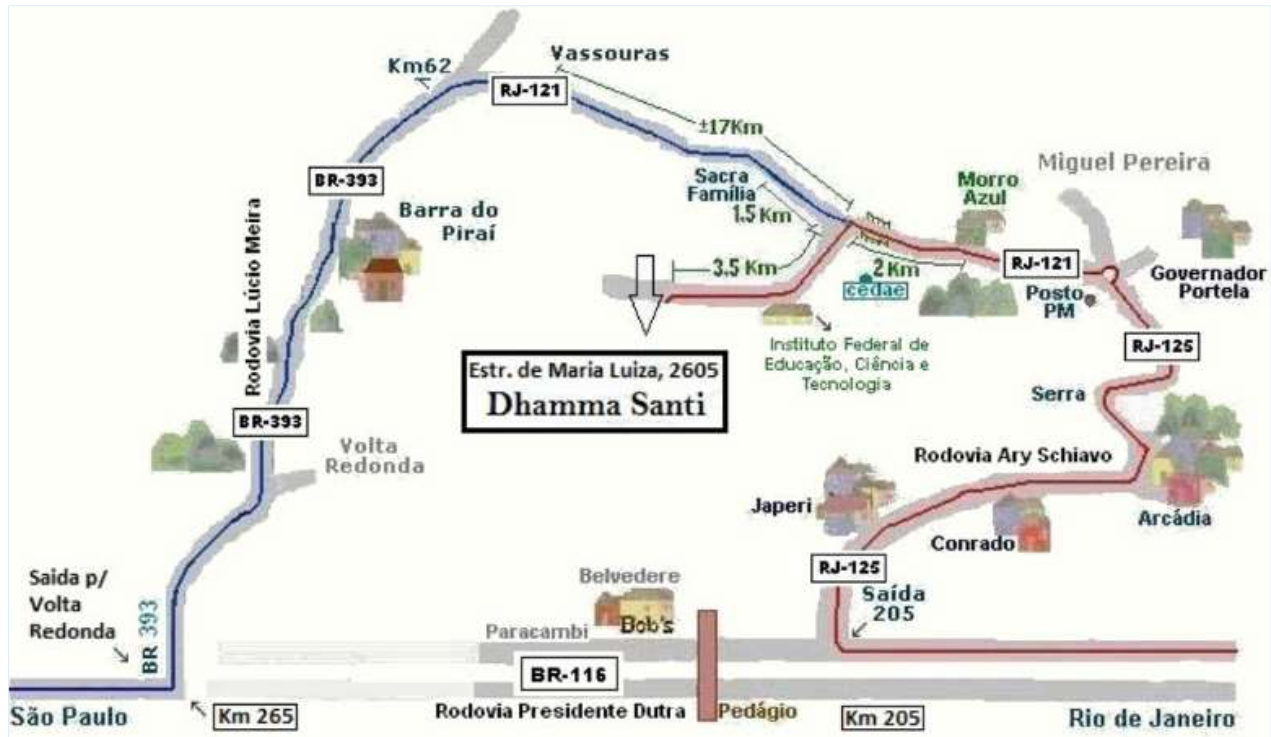 Vassouras
Km62
RJ-121
±17Km
Miguel Pereira
Morro
Azul
Sacra
Família
BR-393
1.5 Km
Barra do
Piraí
Rodovia Lúcio Meira
3.5 Km
2 Km
cedae
RJ-121
Governador
Portela
Posto
PM
Instituto Federal de
Educação, Ciência e
Tecnologia
RJ-125
Estr. de Maria Luiza, 2605
Dhamma Santi
Serra
BR-393
Volta
Redonda
Rodovia Ary Schiavo
Japeri
Arcádia
Conrado
RJ-125
Saida p/
Volta
Redonda
BR 393
Belvedere
Bob's
Saída
205
Paracambi
BR-116
São Paulo
Km 265
Rodovia Presidente Dutra
Pedágio
Km 205
Rio de Janeiro